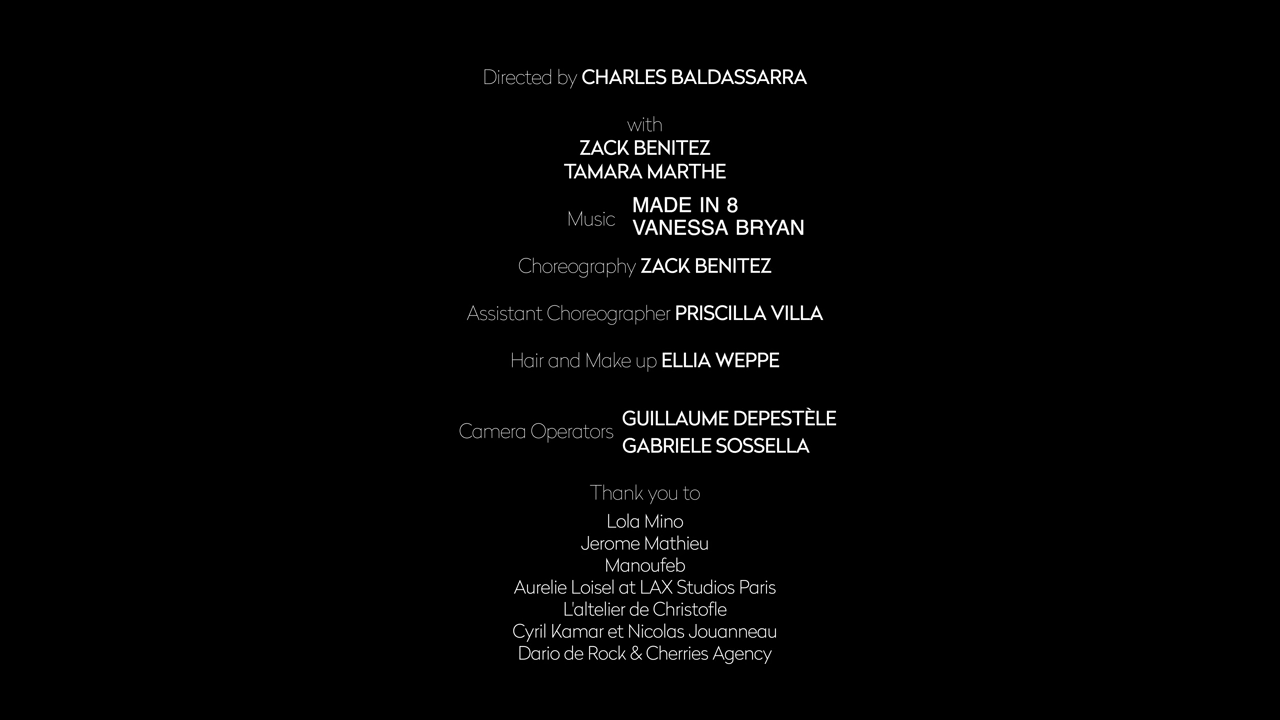 Directed by CHARLES BALDASSARRA
with
ZACK BENITEZ
TAMARA MARTHE
Music MADE IN 8
VANESSA BRYAN
Choreography ZACK BENITEZ
Assistant Choreographer PRISCILLA VILLA
Hair and Make up ELLIA WEPPE
Camera Operators GUILLAUME DEPESTÈLE
GABRIELE SOSSELLA
Thank you to
Lola Mino
Jerome Mathieu
Manoufeb
Aurelie Loisel at LAX Studios Paris
L'altelier de Christofle
Cyril Kamar et Nicolas Jouanneau
Dario de Rock & Cherries Agency